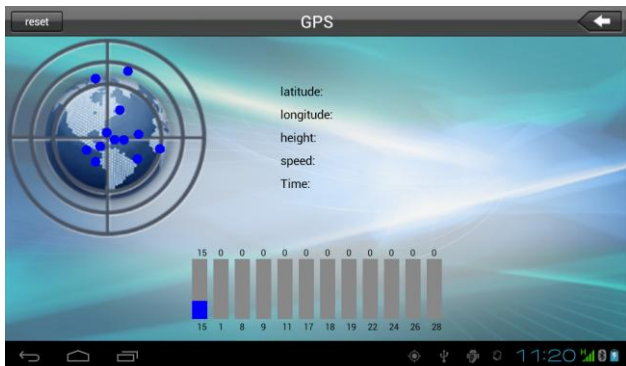 reset
GPS
latitude:
longitude:
height:
speed:
Time:
15 0 0 0 0 0 0 0 0 0 0 0
15 1 8 9 11 17 18 19 22 24 26 28
11:20